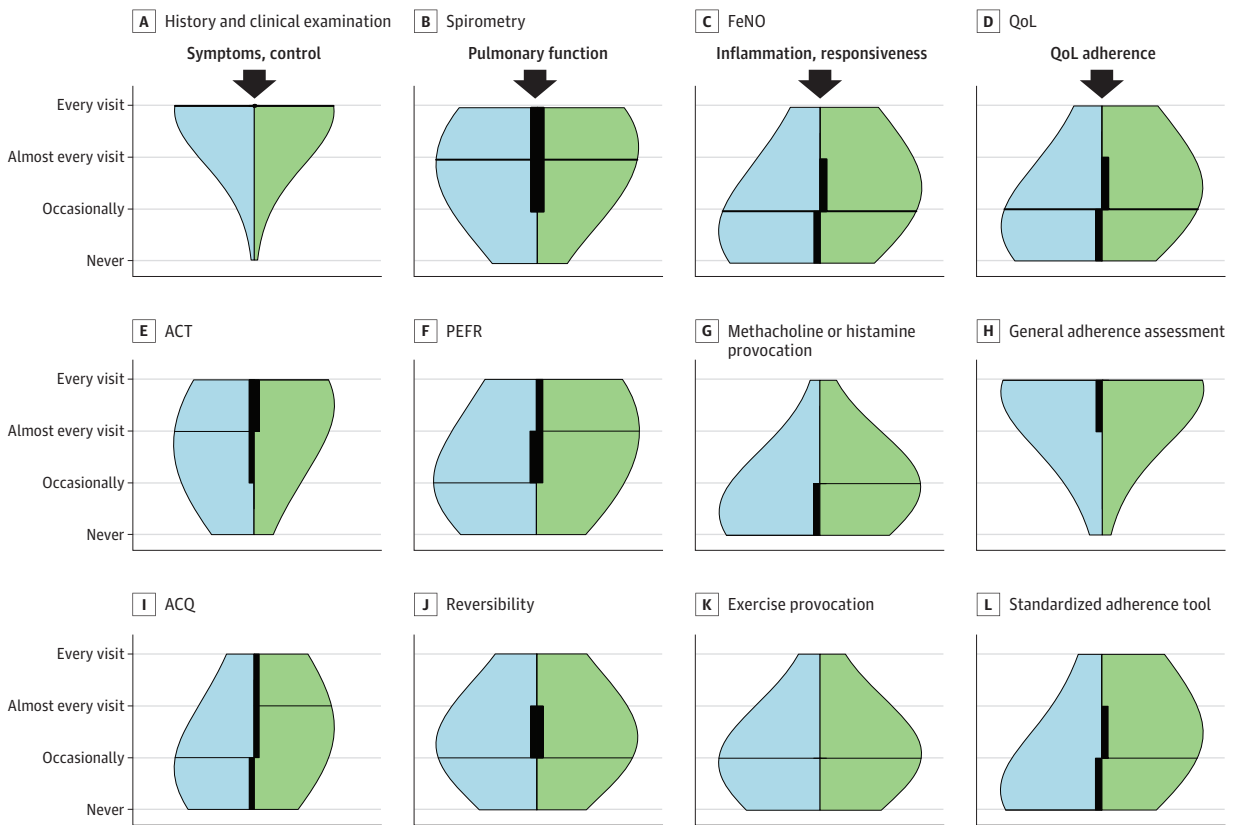 A History and clinical examination
Symptoms, control
Every visit
Almost every visit
Occasionally
Never
B Spirometry
Pulmonary function
C FeNO
Inflammation, responsiveness
D QoL
QoL adherence
E ACT
Every visit
Almost every visit
Occasionally
Never
F PEFR
G Methacholine or histamine
provocation
H General adherence assessment
I ACQ
Every visit
Almost every visit
Occasionally
Never
J Reversibility
K Exercise provocation
L Standardized adherence tool